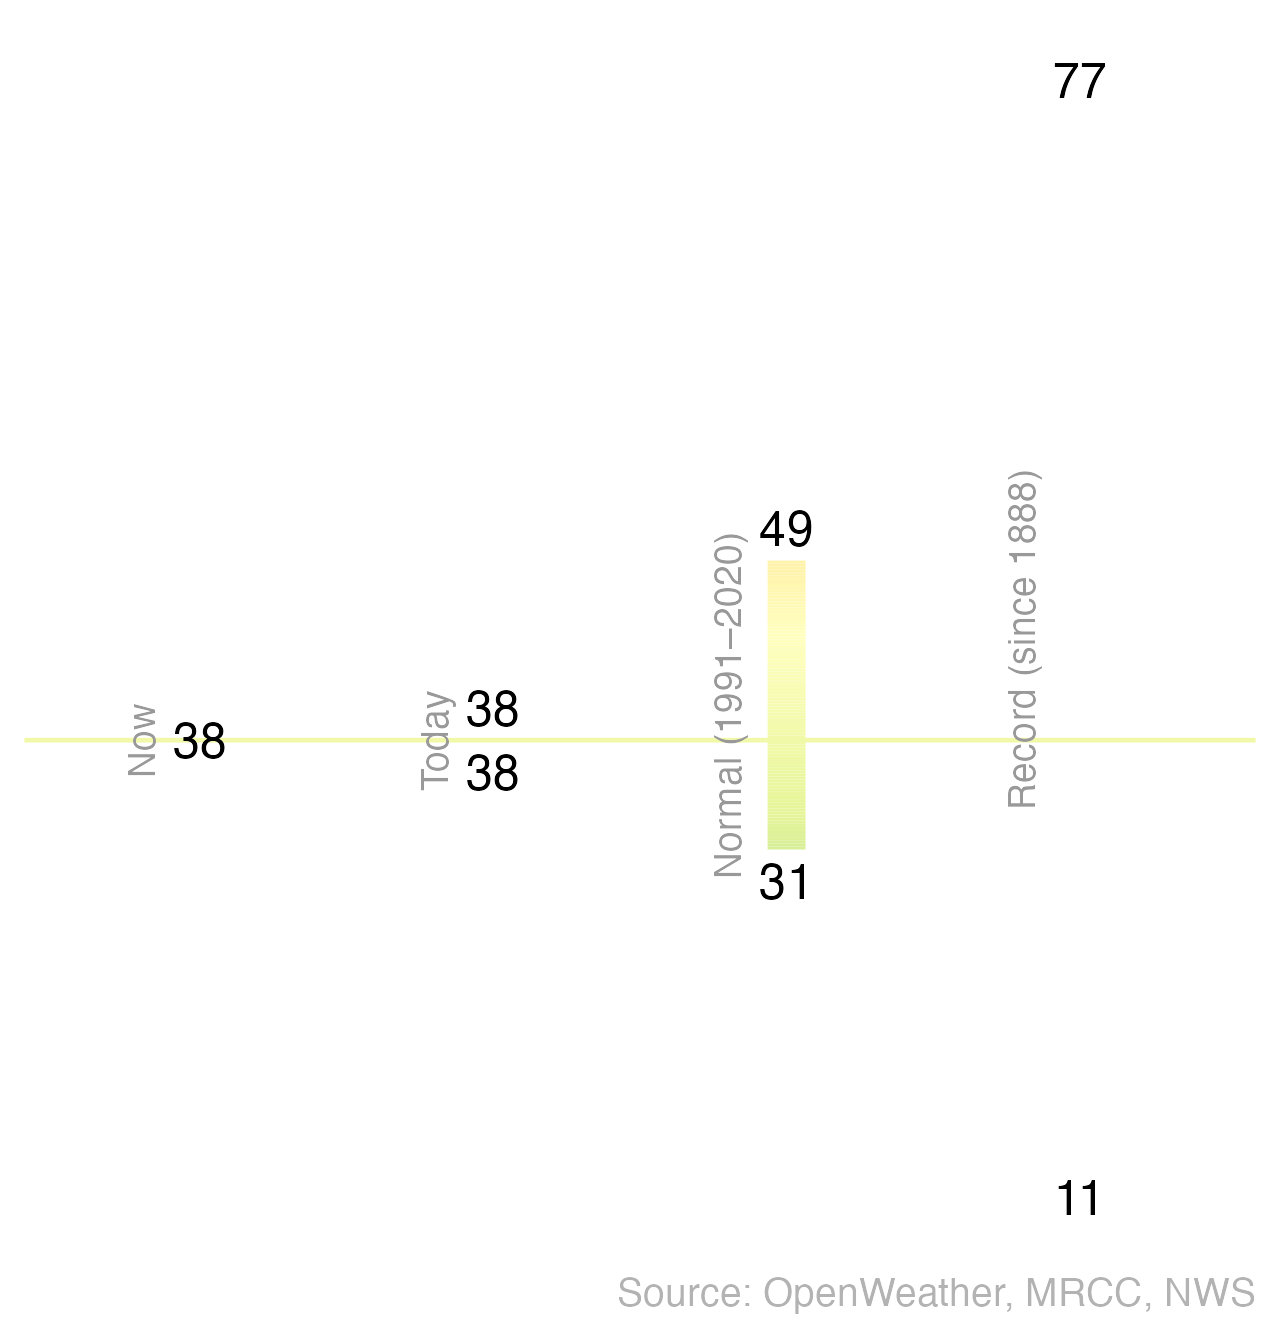 77
Record (since 1888)
49
Normal (1991–2020)
38
Today
Now
38
38
31
11
Source: OpenWeather, MRCC, NWS